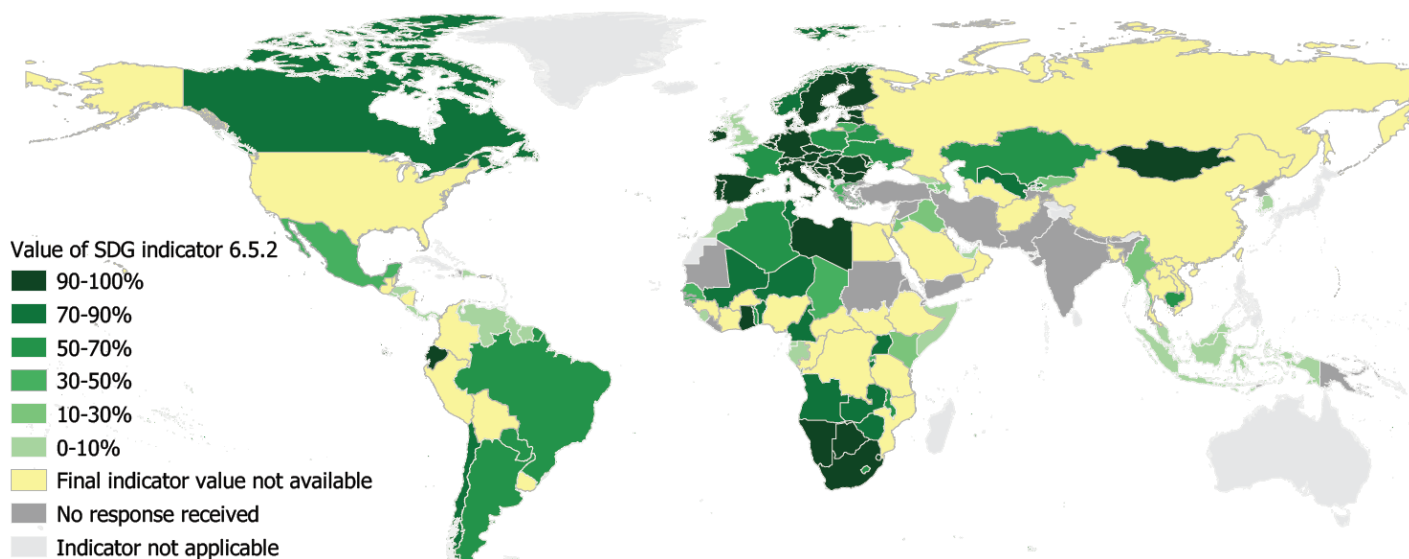 Value of SDG indicator 6.5.2
90-100%
70-90%
50-70%
30-50%
10-30%
0-10%
Final indicator value not available
No response received
Indicator not applicable